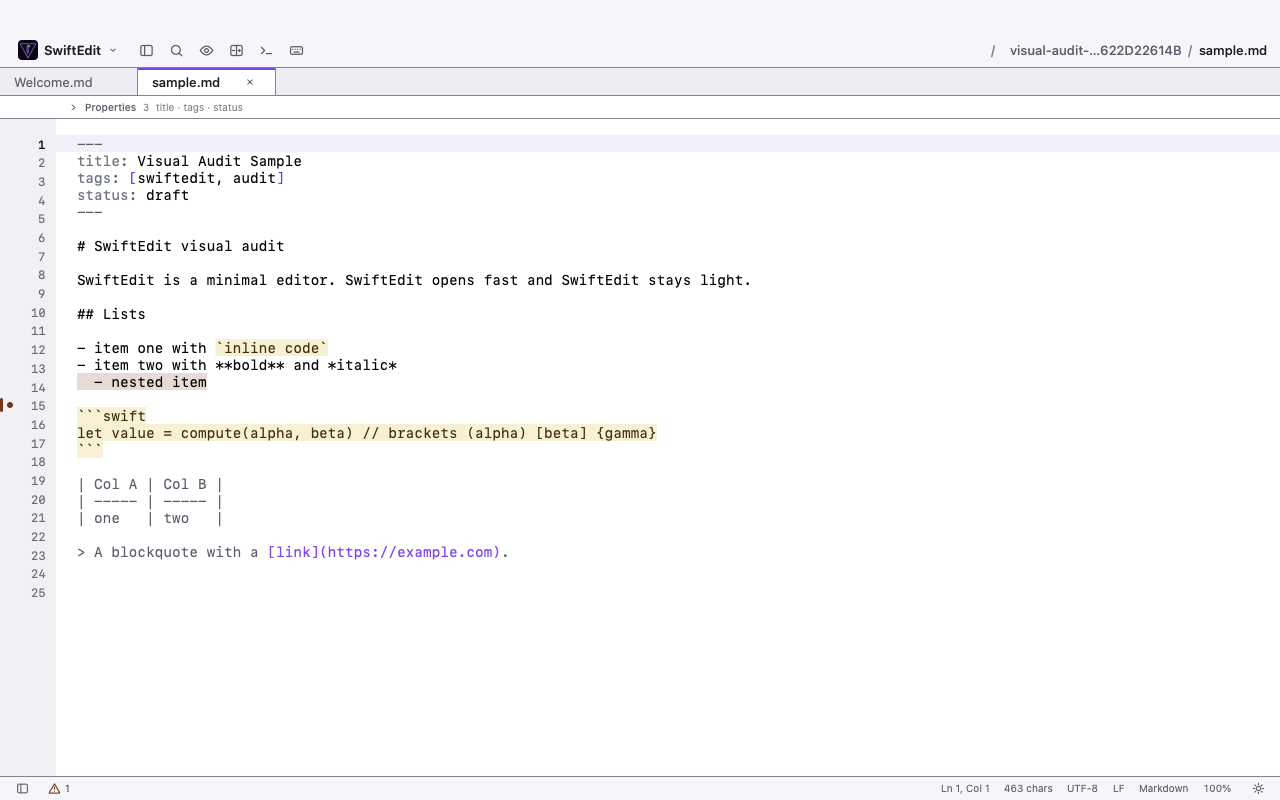 SwiftEdit
/ visual-audit-...622D22614B / sample.md
Welcome.md
sample.md ×
Properties 3 title · tags · status
1 ---
2 title: Visual Audit Sample
3 tags: [swiftedit, audit]
4 status: draft
5 ---
6
7 # SwiftEdit visual audit
8
9 SwiftEdit is a minimal editor. SwiftEdit opens fast and SwiftEdit stays light.
10
11 ## Lists
12
13 - item one with `inline code`
14 - item two with **bold** and *italic*
15   - nested item
16
17 ```swift
18 let value = compute(alpha, beta) // brackets (alpha) [beta] {gamma}
19 ```
20
21 | Col A | Col B |
22 | ----- | ----- |
23 | one   | two   |
24
25 > A blockquote with a [link](https://example.com).
1
Ln 1, Col 1 463 chars UTF-8 LF Markdown 100%